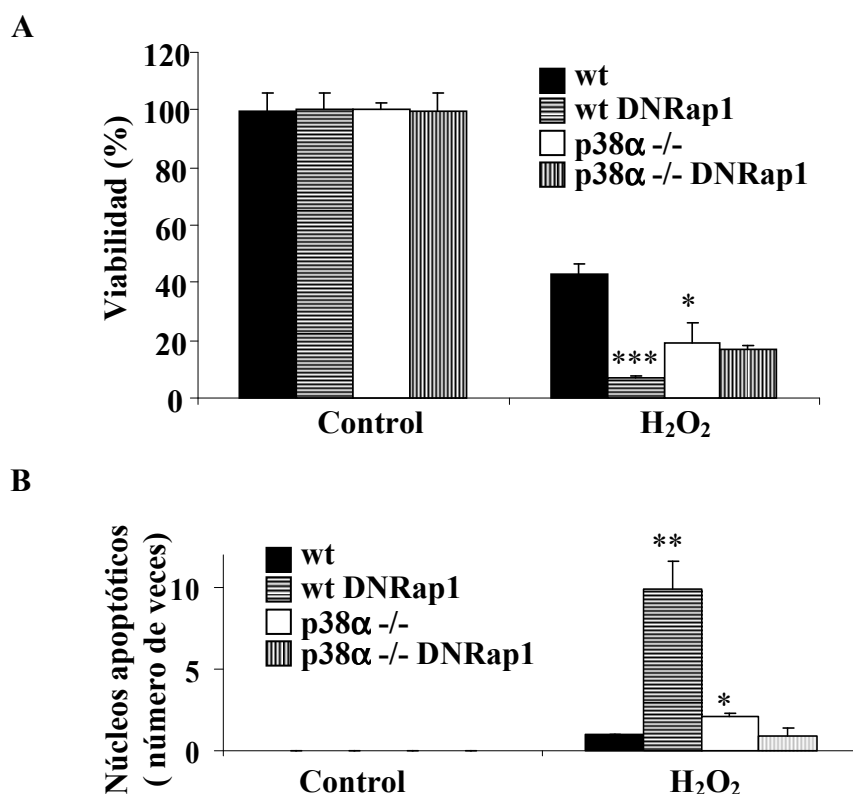 A
Viabilidad (%)
120
100
80
60
40
20
0
wt
wt DNRap1
p38α -/-
p38α -/- DNRap1
***
*
Control
H₂O₂
B
Núcleos apoptóticos
( número de veces)
10
5
0
wt
wt DNRap1
p38α -/-
p38α -/- DNRap1
**
*
Control
H₂O₂